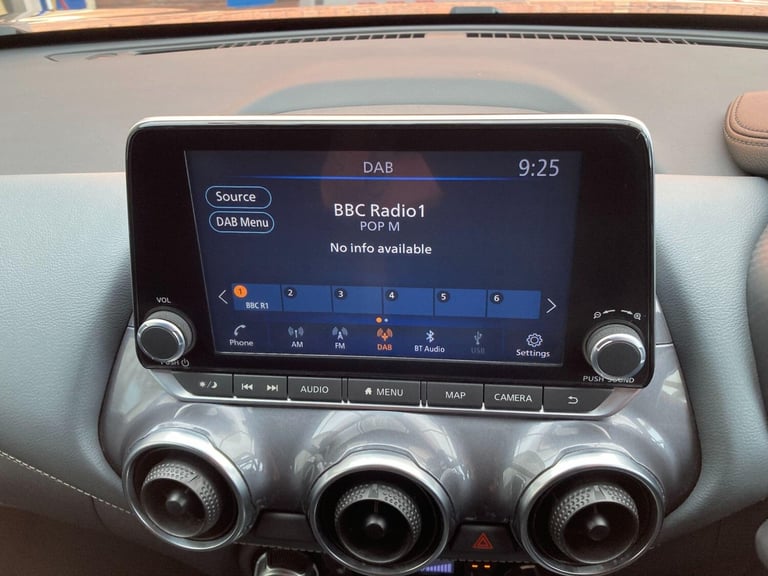 DAB 9:25
Source
DAB Menu
BBC Radio1
POP M
No info available
1 2 3 4 5 6
BBC R1
Phone AM FM DAB BT Audio USB Settings
VOL
PUSH
PUSH SOUND
AUDIO MENU MAP CAMERA